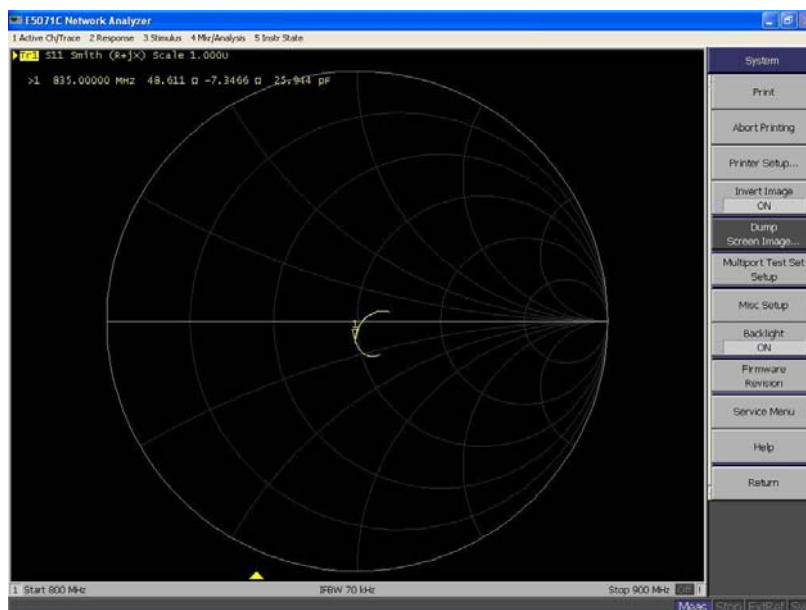 E5071C Network Analyzer
1 Active Ch/Trace 2 Response 3 Stimulus 4 Mkr/Analysis 5 Instr State
Tr1 S11 Smith (R+jX) Scale 1.000U
>1 835.00000 MHz 48.611 Ω -7.3466 Ω 25.944 pF
System
Print
Abort Printing
Printer Setup...
Invert Image
ON
Dump
Screen Image...
Multiport Test Set
Setup
Misc Setup
Backlight
ON
Firmware
Revision
Service Menu
Help
Return
1
1 Start 800 MHz IFBW 70 kHz Stop 900 MHz Off !
Meas Stop ExtRef